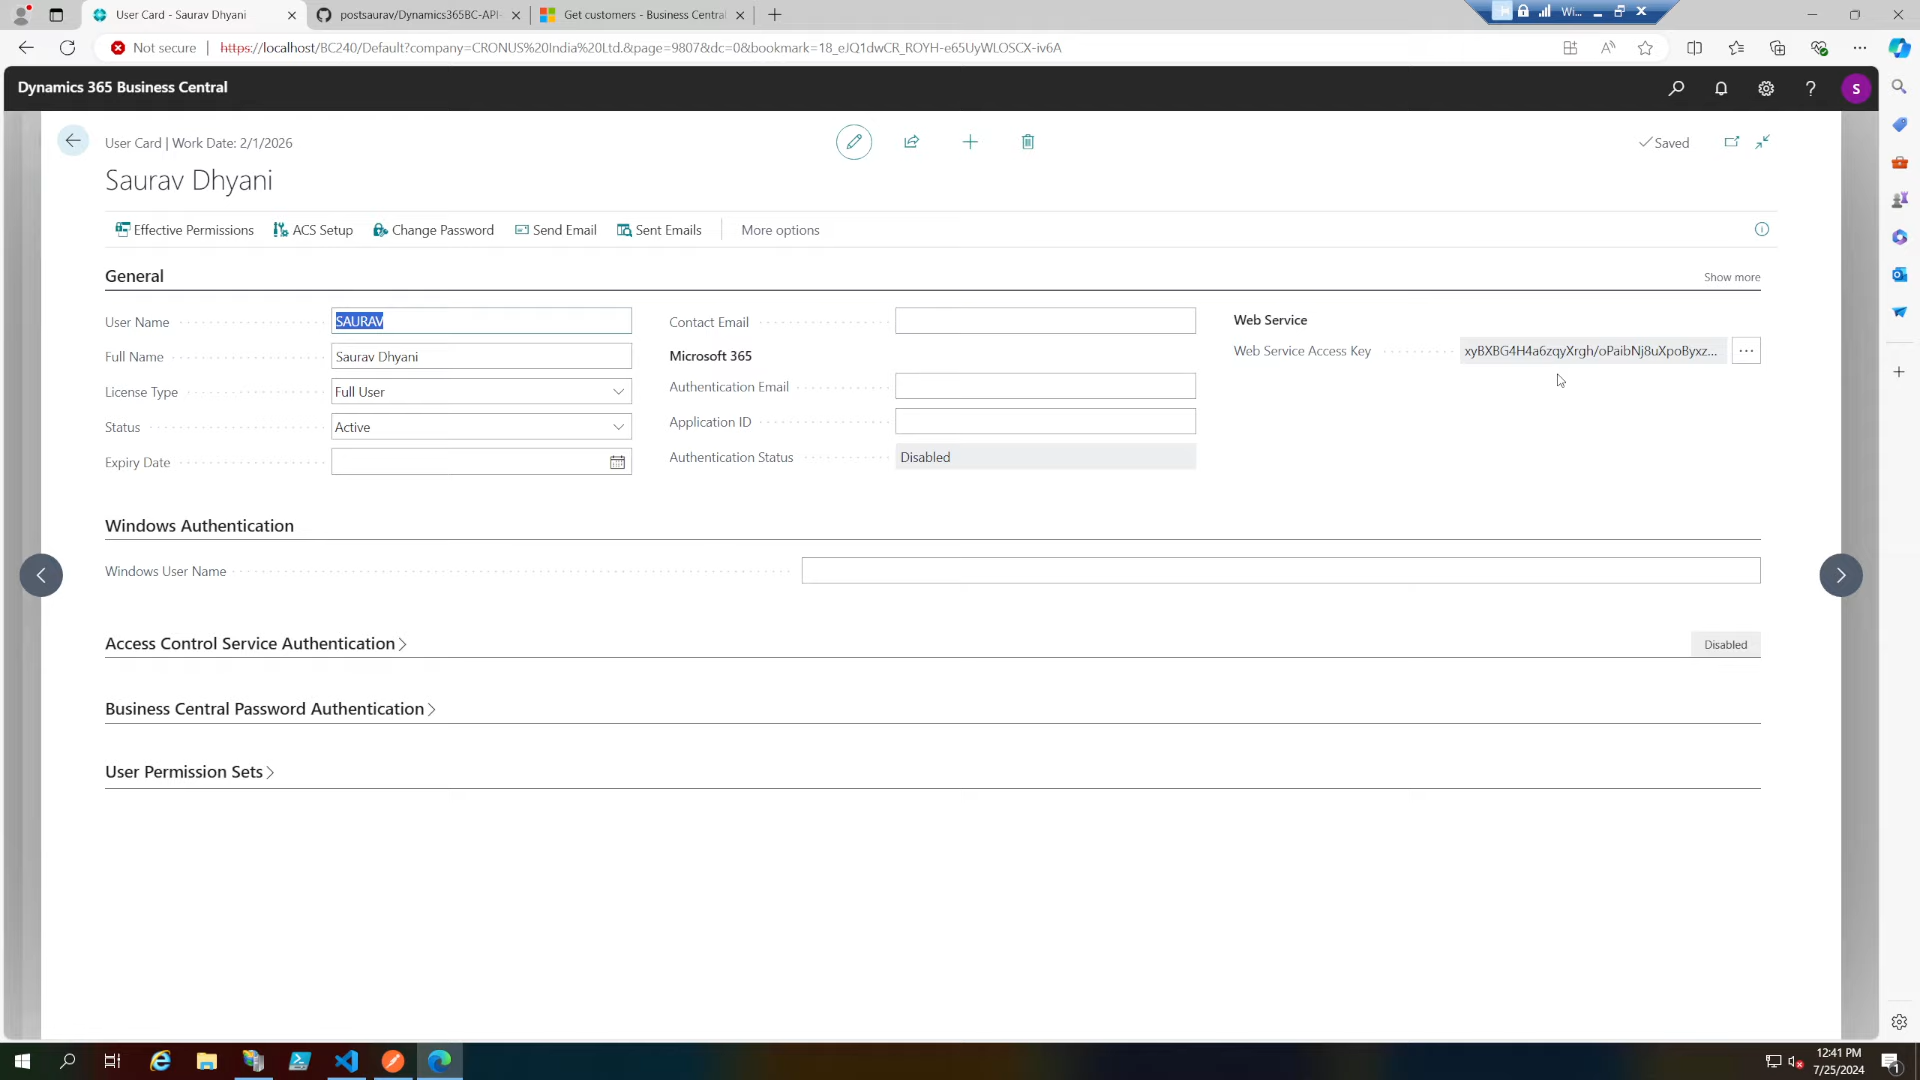 User Card - Saurav Dhyani
postsaurav/Dynamics365BC-API-
Get customers - Business Central
Wi...
Not secure
https://localhost/BC240/Default?company=CRONUS%20India%20Ltd.&page=9807&dc=0&bookmark=18_eJQ1dwCR_ROYH-e65UyWLOSCX-iv6A
Dynamics 365 Business Central
?
S
User Card | Work Date: 2/1/2026
Saved
Saurav Dhyani
Effective Permissions
ACS Setup
Change Password
Send Email
Sent Emails
More options
General
Show more
User Name
SAURAV
Full Name
Saurav Dhyani
License Type
Full User
Status
Active
Expiry Date
Contact Email
Microsoft 365
Authentication Email
Application ID
Authentication Status
Disabled
Web Service
Web Service Access Key
xyBXBG4H4a6zqyXrgh/oPaibNj8uXpoByxz...
Windows Authentication
Windows User Name
Access Control Service Authentication
Disabled
Business Central Password Authentication
User Permission Sets
12:41 PM
7/25/2024
1